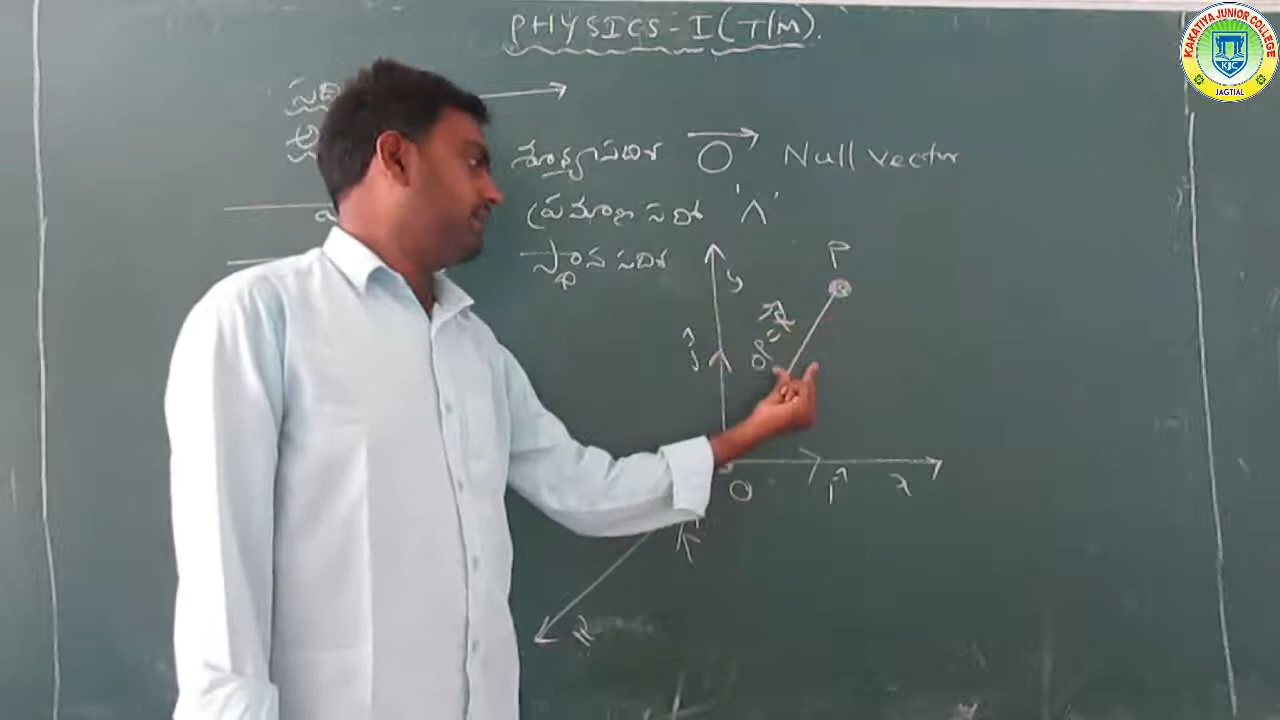 PHYSICS-I(T/M).
శూన్యసదిశ O Null vector
ప్రమాణ సదిశ '^'
స్థాన సదిశ
y
P
ĵ
O
î
x
k
a
KAKATIYA JUNIOR COLLEGE
KJC
JAGTIAL